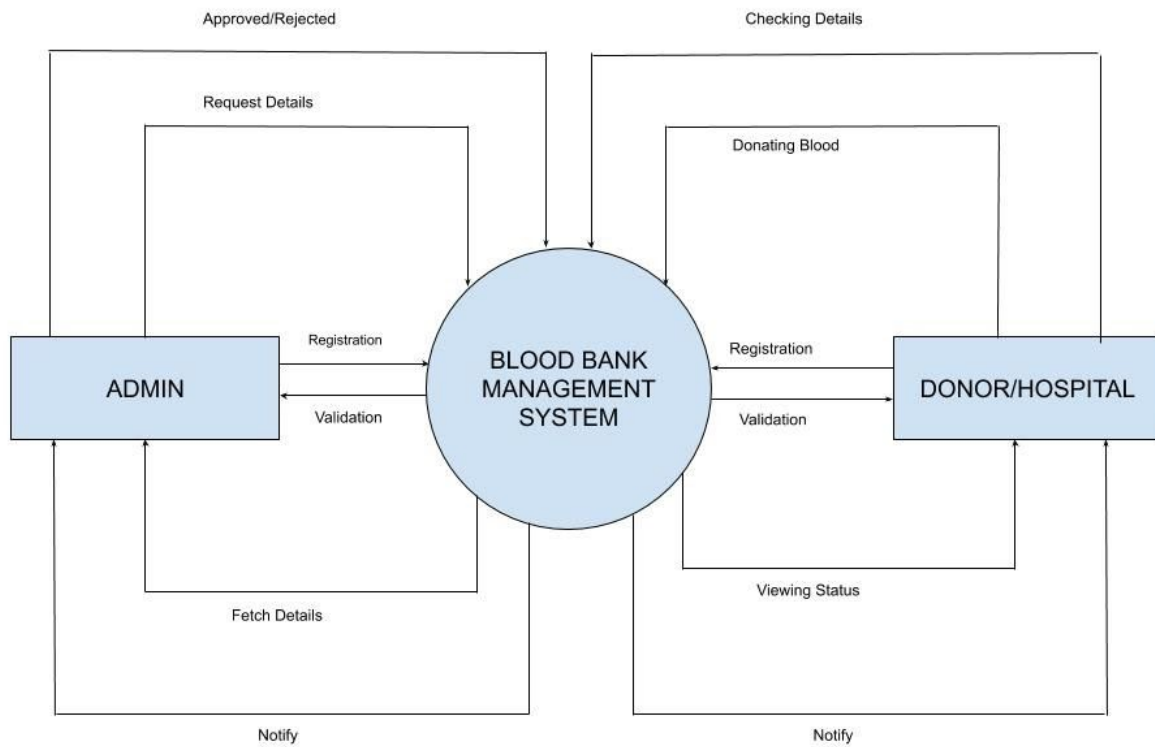 Approved/Rejected
Checking Details
Request Details
Donating Blood
Registration
Registration
ADMIN
BLOOD BANK
MANAGEMENT
SYSTEM
DONOR/HOSPITAL
Validation
Validation
Viewing Status
Fetch Details
Notify
Notify